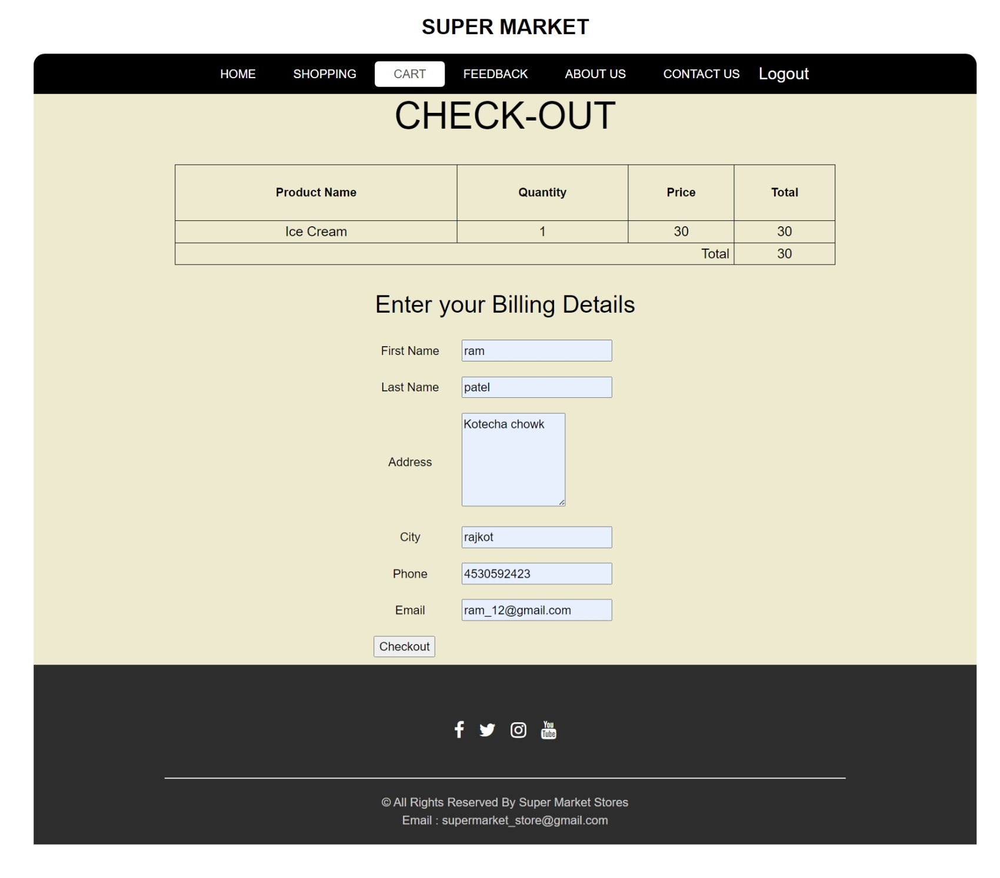 SUPER MARKET
HOME SHOPPING CART FEEDBACK ABOUT US CONTACT US Logout
CHECK-OUT
Product Name Quantity Price Total
Ice Cream 1 30 30
Total 30
Enter your Billing Details
First Name ram
Last Name patel
Kotecha chowk
Address
City rajkot
Phone 4530592423
Email ram_12@gmail.com
Checkout
You
Tube
© All Rights Reserved By Super Market Stores
Email : supermarket_store@gmail.com